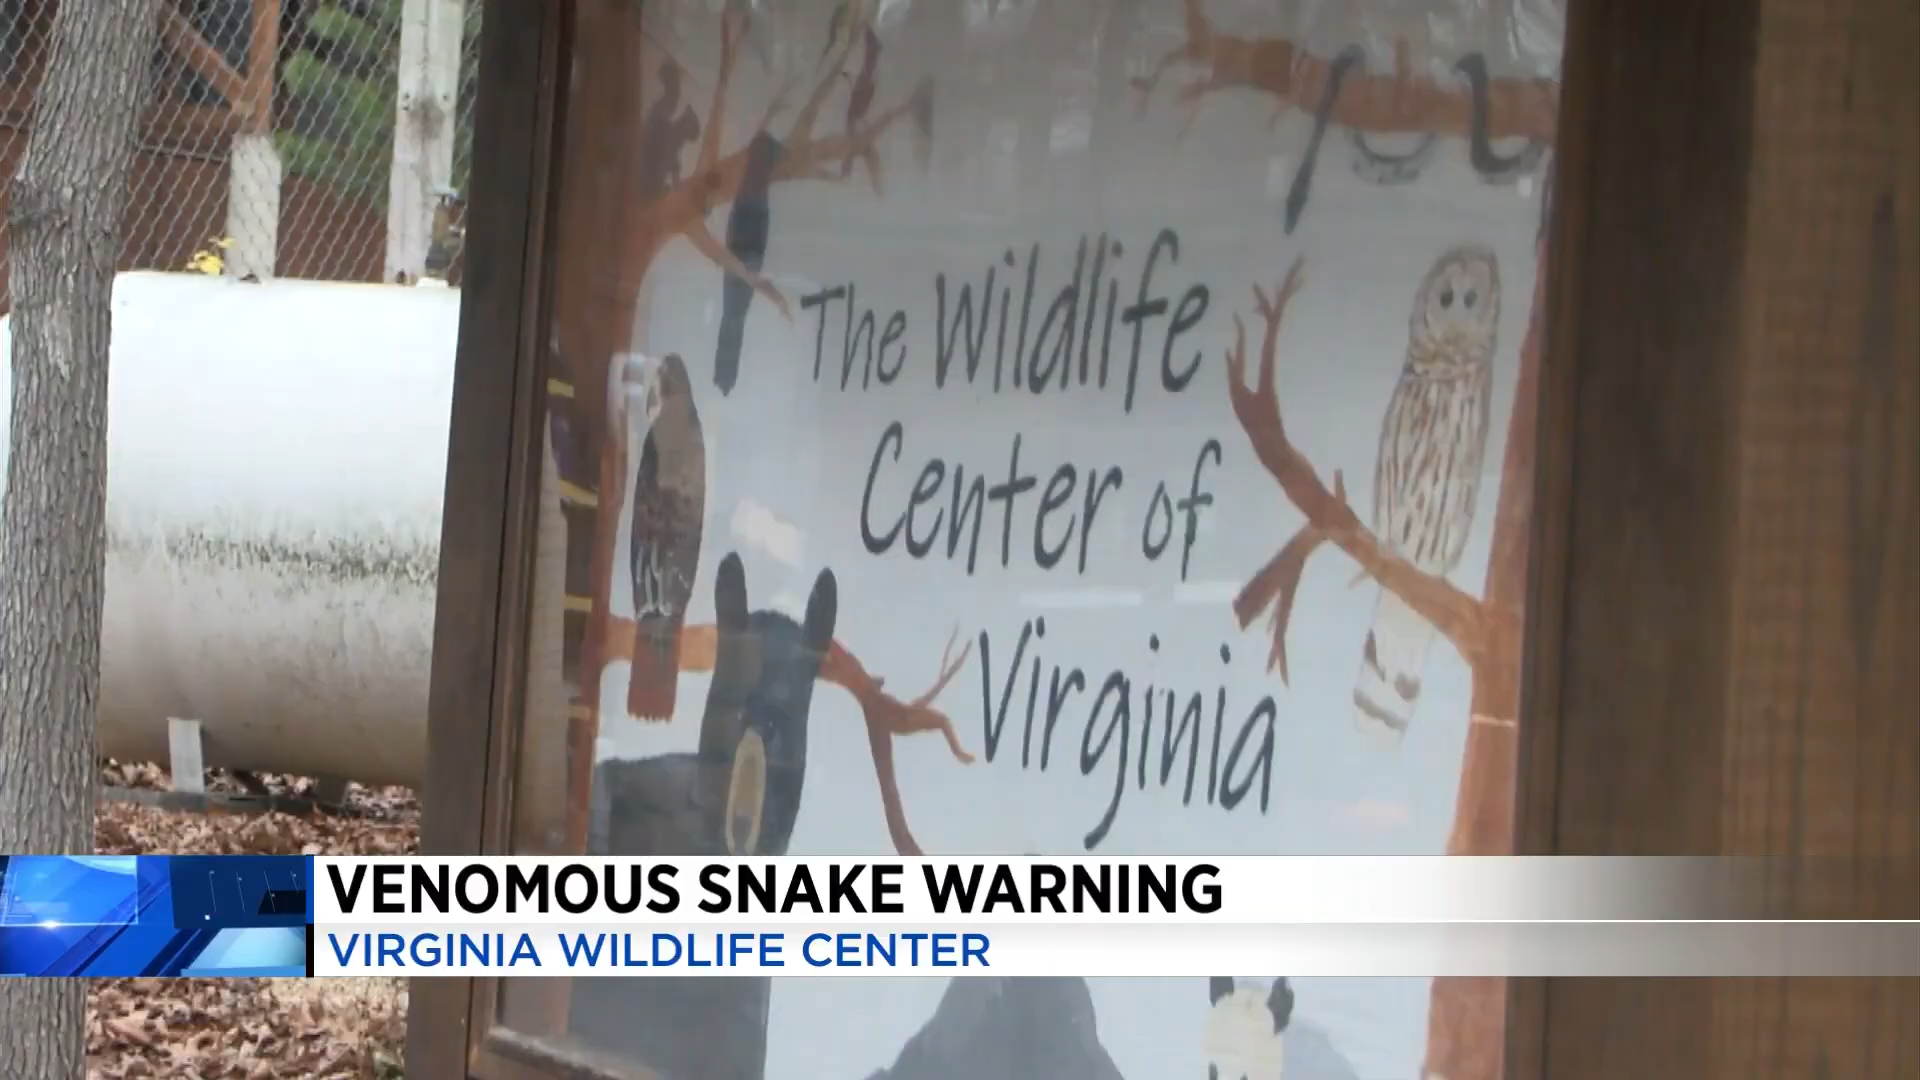 The Wildlife
Center of
Virginia
VENOMOUS SNAKE WARNING
VIRGINIA WILDLIFE CENTER